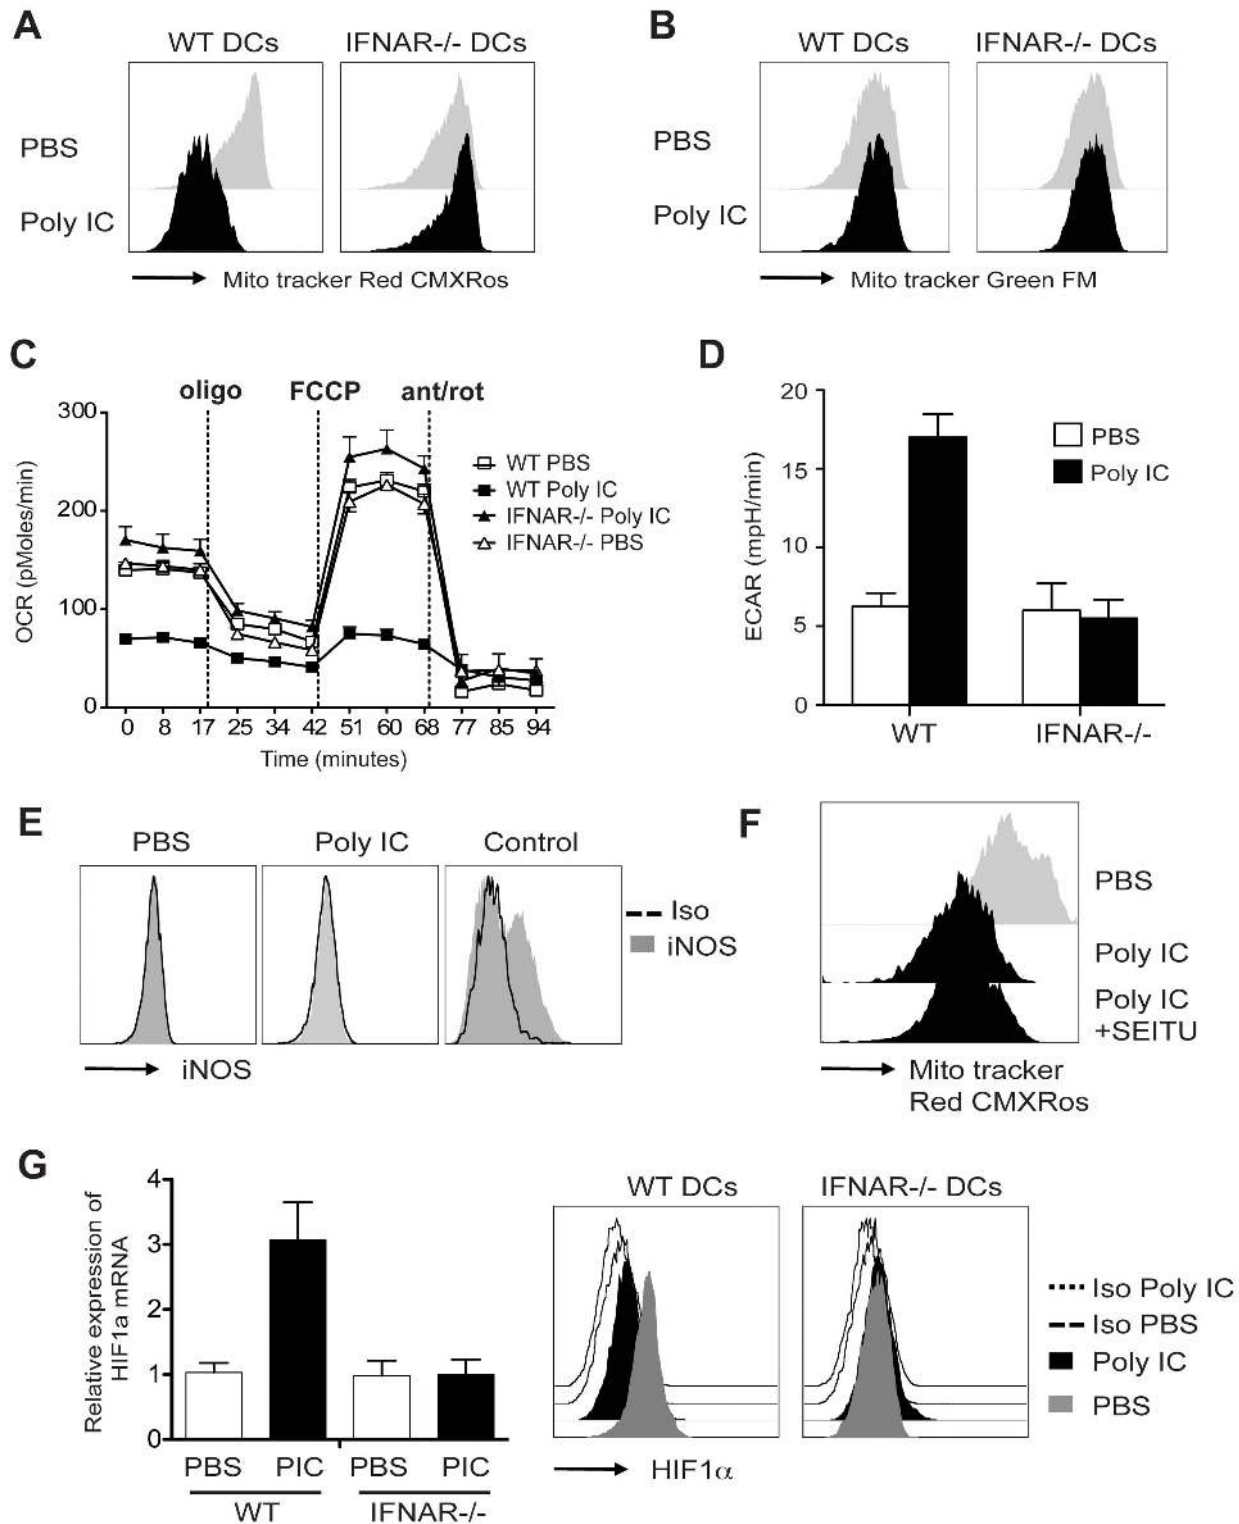 A
WT DCs
IFNAR-/- DCs
PBS
Poly IC
Mito tracker Red CMXRos
B
WT DCs
IFNAR-/- DCs
PBS
Poly IC
Mito tracker Green FM
C
oligo
FCCP
ant/rot
300
200
100
0
OCR (pMoles/min)
WT PBS
WT Poly IC
IFNAR-/- Poly IC
IFNAR-/- PBS
0 8 17 25 34 42 51 60 68 77 85 94
Time (minutes)
D
20
15
10
5
0
ECAR (mpH/min)
PBS
Poly IC
WT
IFNAR-/-
E
PBS
Poly IC
Control
Iso
iNOS
iNOS
F
PBS
Poly IC
Poly IC
+SEITU
Mito tracker
Red CMXRos
G
Relative expression of
HIF1a mRNA
4
3
2
1
0
PBS PIC PBS PIC
WT
IFNAR-/-
WT DCs
IFNAR-/- DCs
Iso Poly IC
Iso PBS
Poly IC
PBS
HIF1α